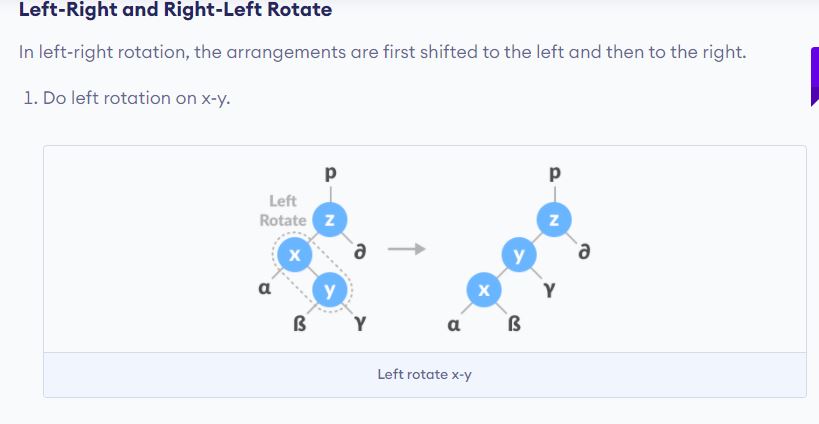 Left-Right and Right-Left Rotate
In left-right rotation, the arrangements are first shifted to the left and then to the right.
1. Do left rotation on x-y.
p p
Left
Rotate z z
x ∂ y ∂
α y x γ
ß γ α ß
Left rotate x-y